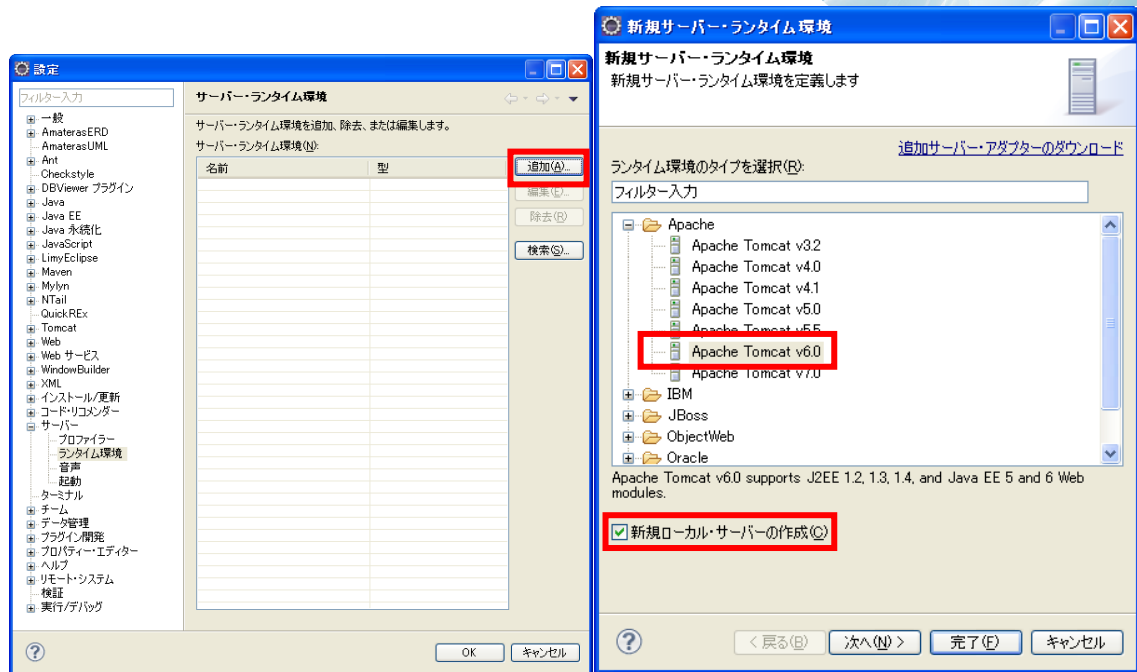 設定
フィルター入力
一般
AmaterasERD
AmaterasUML
Ant
Checkstyle
DBViewer プラグイン
Java
Java EE
Java 永続化
JavaScript
LimyEclipse
Maven
Mylyn
NTail
QuickREx
Tomcat
Web
Web サービス
WindowBuilder
XML
インストール/更新
コード・リコメンダー
サーバー
プロファイラー
ランタイム環境
音声
起動
ターミナル
チーム
データ管理
プラグイン開発
プロパティー・エディター
ヘルプ
リモート・システム
検証
実行/デバッグ
サーバー・ランタイム環境
サーバー・ランタイム環境を追加、除去、または編集します。
サーバー・ランタイム環境(N):
名前 型
追加(A)...
編集(E)...
除去(R)
検索(S)...
OK キャンセル
新規サーバー・ランタイム環境
新規サーバー・ランタイム環境
新規サーバー・ランタイム環境を定義します
追加サーバー・アダプターのダウンロード
ランタイム環境のタイプを選択(R):
フィルター入力
Apache
Apache Tomcat v3.2
Apache Tomcat v4.0
Apache Tomcat v4.1
Apache Tomcat v5.0
Apache Tomcat v5.5
Apache Tomcat v6.0
Apache Tomcat v7.0
IBM
JBoss
ObjectWeb
Oracle
Apache Tomcat v6.0 supports J2EE 1.2, 1.3, 1.4, and Java EE 5 and 6 Web
modules.
新規ローカル・サーバーの作成(C)
< 戻る(B) 次へ(N) > 完了(F) キャンセル